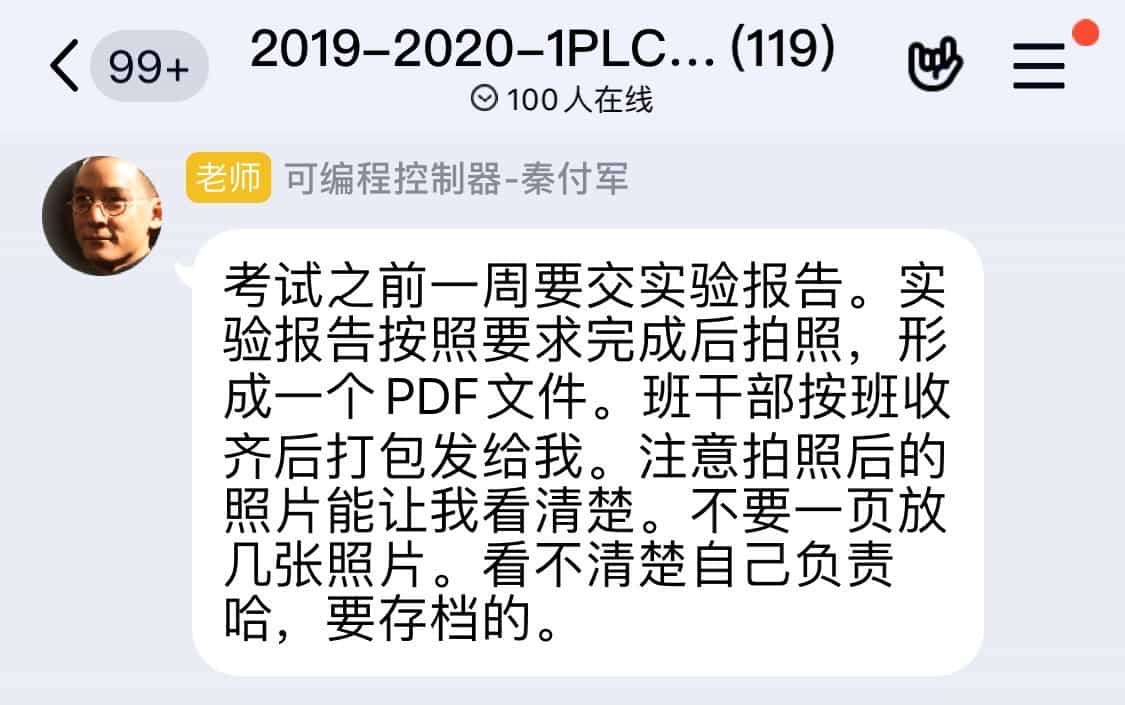 99+
2019-2020-1PLC... (119)
100人在线
老师 可编程控制器-秦付军
考试之前一周要交实验报告。实
验报告按照要求完成后拍照，形
成一个PDF文件。班干部按班收
齐后打包发给我。注意拍照后的
照片能让我看清楚。不要一页放
几张照片。看不清楚自己负责
哈，要存档的。